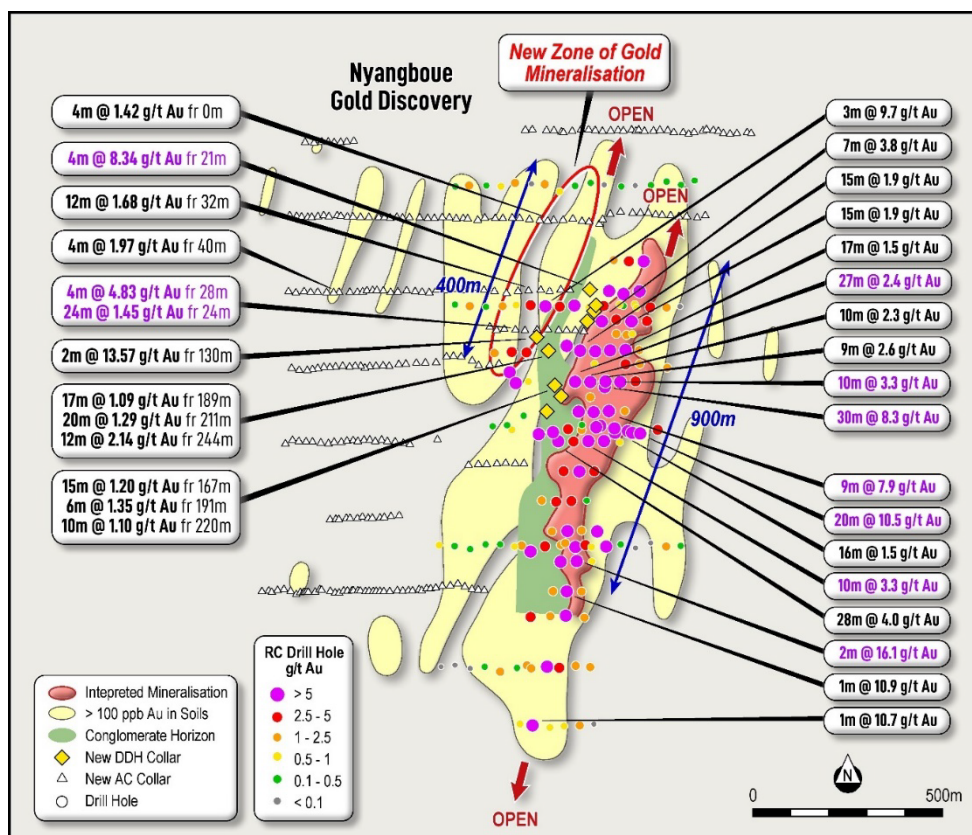 Nyangboue
Gold Discovery
New Zone of Gold
Mineralisation
OPEN
OPEN
400m
900m
OPEN
4m @ 1.42 g/t Au fr 0m
4m @ 8.34 g/t Au fr 21m
12m @ 1.68 g/t Au fr 32m
4m @ 1.97 g/t Au fr 40m
4m @ 4.83 g/t Au fr 28m
24m @ 1.45 g/t Au fr 24m
2m @ 13.57 g/t Au fr 130m
17m @ 1.09 g/t Au fr 189m
20m @ 1.29 g/t Au fr 211m
12m @ 2.14 g/t Au fr 244m
15m @ 1.20 g/t Au fr 167m
6m @ 1.35 g/t Au fr 191m
10m @ 1.10 g/t Au fr 220m
3m @ 9.7 g/t Au
7m @ 3.8 g/t Au
15m @ 1.9 g/t Au
15m @ 1.9 g/t Au
17m @ 1.5 g/t Au
27m @ 2.4 g/t Au
10m @ 2.3 g/t Au
9m @ 2.6 g/t Au
10m @ 3.3 g/t Au
30m @ 8.3 g/t Au
9m @ 7.9 g/t Au
20m @ 10.5 g/t Au
16m @ 1.5 g/t Au
10m @ 3.3 g/t Au
28m @ 4.0 g/t Au
2m @ 16.1 g/t Au
1m @ 10.9 g/t Au
1m @ 10.7 g/t Au
Intepreted Mineralisation
> 100 ppb Au in Soils
Conglomerate Horizon
New DDH Collar
New AC Collar
Drill Hole
RC Drill Hole
g/t Au
> 5
2.5 - 5
1 - 2.5
0.5 - 1
0.1 - 0.5
< 0.1
N
0 500m